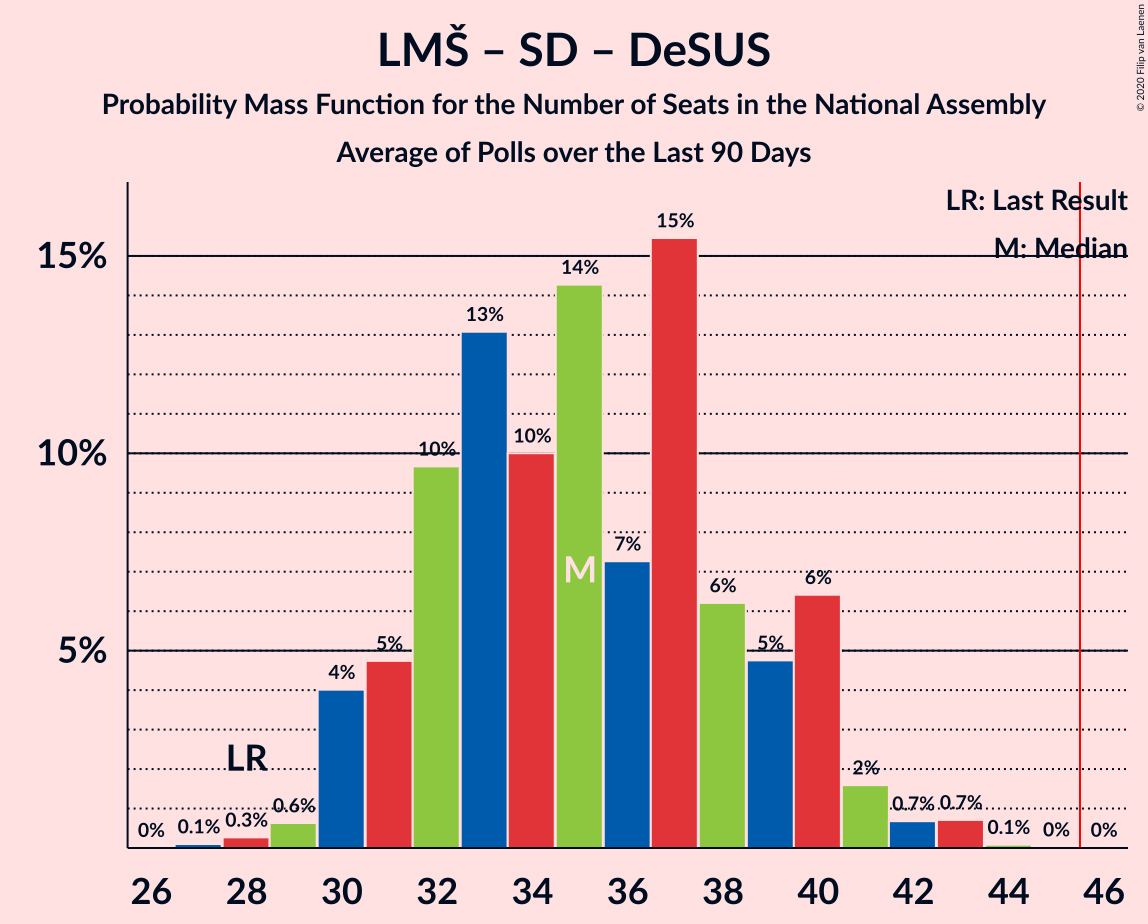 LMŠ – SD – DeSUS
Probability Mass Function for the Number of Seats in the National Assembly
Average of Polls over the Last 90 Days
© 2020 Filip van Laenen
LR: Last Result
M: Median
15%
10%
5%
0%
0.1%
0.3%
0.6%
4%
5%
10%
13%
10%
14%
7%
15%
6%
5%
6%
2%
0.7%
0.7%
0.1%
0%
0%
LR
M
26 28 30 32 34 36 38 40 42 44 46